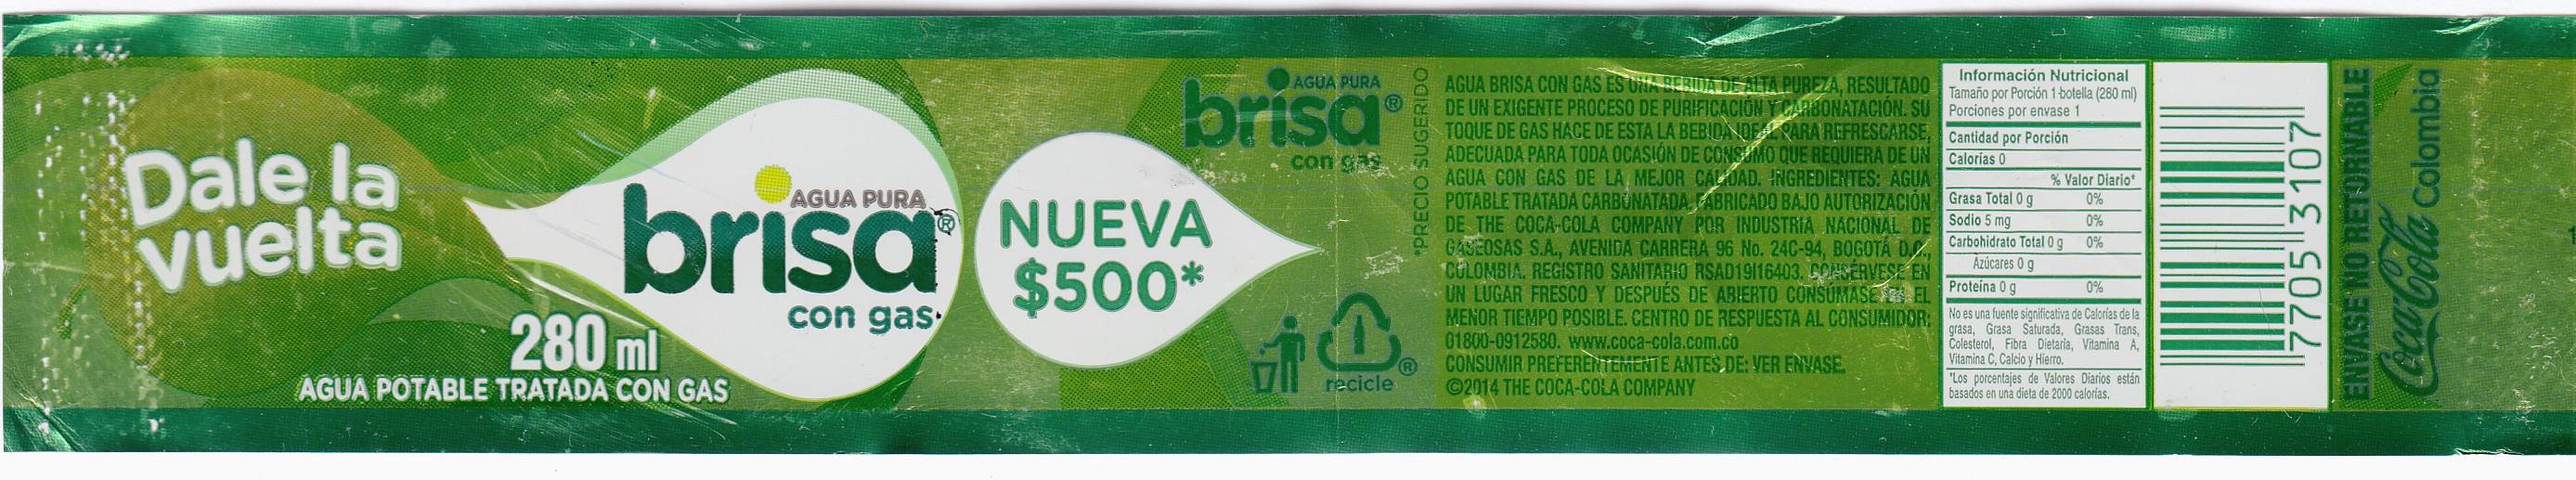 Dale la
vuelta
AGUA PURA
brisa®
con gas
280 ml
AGUA POTABLE TRATADA CON GAS
NUEVA
$500*
AGUA PURA
brisa®
con gas
recicle®
*PRECIO SUGERIDO
AGUA BRISA CON GAS ES UNA BEBIDA DE ALTA PUREZA, RESULTADO
DE UN EXIGENTE PROCESO DE PURIFICACIÓN Y CARBONATACIÓN. SU
TOQUE DE GAS HACE DE ESTA LA BEBIDA IDEAL PARA REFRESCARSE,
ADECUADA PARA TODA OCASIÓN DE CONSUMO QUE REQUIERA DE UN
AGUA CON GAS DE LA MEJOR CALIDAD. INGREDIENTES: AGUA
POTABLE TRATADA CARBONATADA. FABRICADO BAJO AUTORIZACIÓN
DE THE COCA-COLA COMPANY POR INDUSTRIA NACIONAL DE
GASEOSAS S.A., AVENIDA CARRERA 96 No. 24C-94, BOGOTÁ D.C.,
COLOMBIA. REGISTRO SANITARIO RSAD19I16403. CONSÉRVESE EN
UN LUGAR FRESCO Y DESPUÉS DE ABIERTO CONSÚMASE EN EL
MENOR TIEMPO POSIBLE. CENTRO DE RESPUESTA AL CONSUMIDOR:
01800-0912580. www.coca-cola.com.co
CONSUMIR PREFERENTEMENTE ANTES DE: VER ENVASE.
©2014 THE COCA-COLA COMPANY
Información Nutricional
Tamaño por Porción 1 botella (280 ml)
Porciones por envase 1
Cantidad por Porción
Calorías 0
% Valor Diario*
Grasa Total 0 g 0%
Sodio 5 mg 0%
Carbohidrato Total 0 g 0%
Azúcares 0 g
Proteína 0 g 0%
No es una fuente significativa de Calorías de la
grasa, Grasa Saturada, Grasas Trans,
Colesterol, Fibra Dietaria, Vitamina A,
Vitamina C, Calcio y Hierro.
*Los porcentajes de Valores Diarios están
basados en una dieta de 2000 calorías.
7705 3107
ENVASE NO RETORNABLE
Coca-Cola Colombia